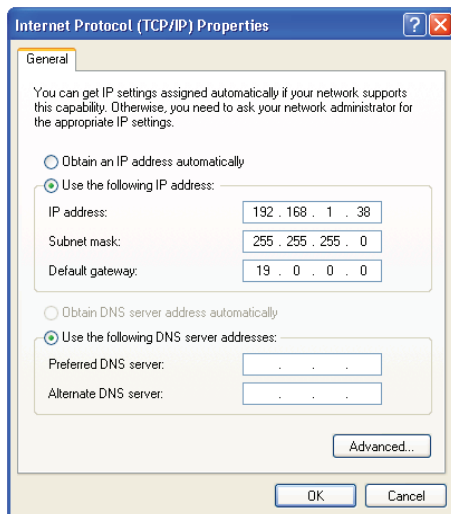 Internet Protocol (TCP/IP) Properties
General
You can get IP settings assigned automatically if your network supports
this capability. Otherwise, you need to ask your network administrator for
the appropriate IP settings.
Obtain an IP address automatically
Use the following IP address:
IP address: 192 . 168 . 1 . 38
Subnet mask: 255 . 255 . 255 . 0
Default gateway: 19 . 0 . 0 . 0
Obtain DNS server address automatically
Use the following DNS server addresses:
Preferred DNS server: . . .
Alternate DNS server: . . .
Advanced...
OK Cancel